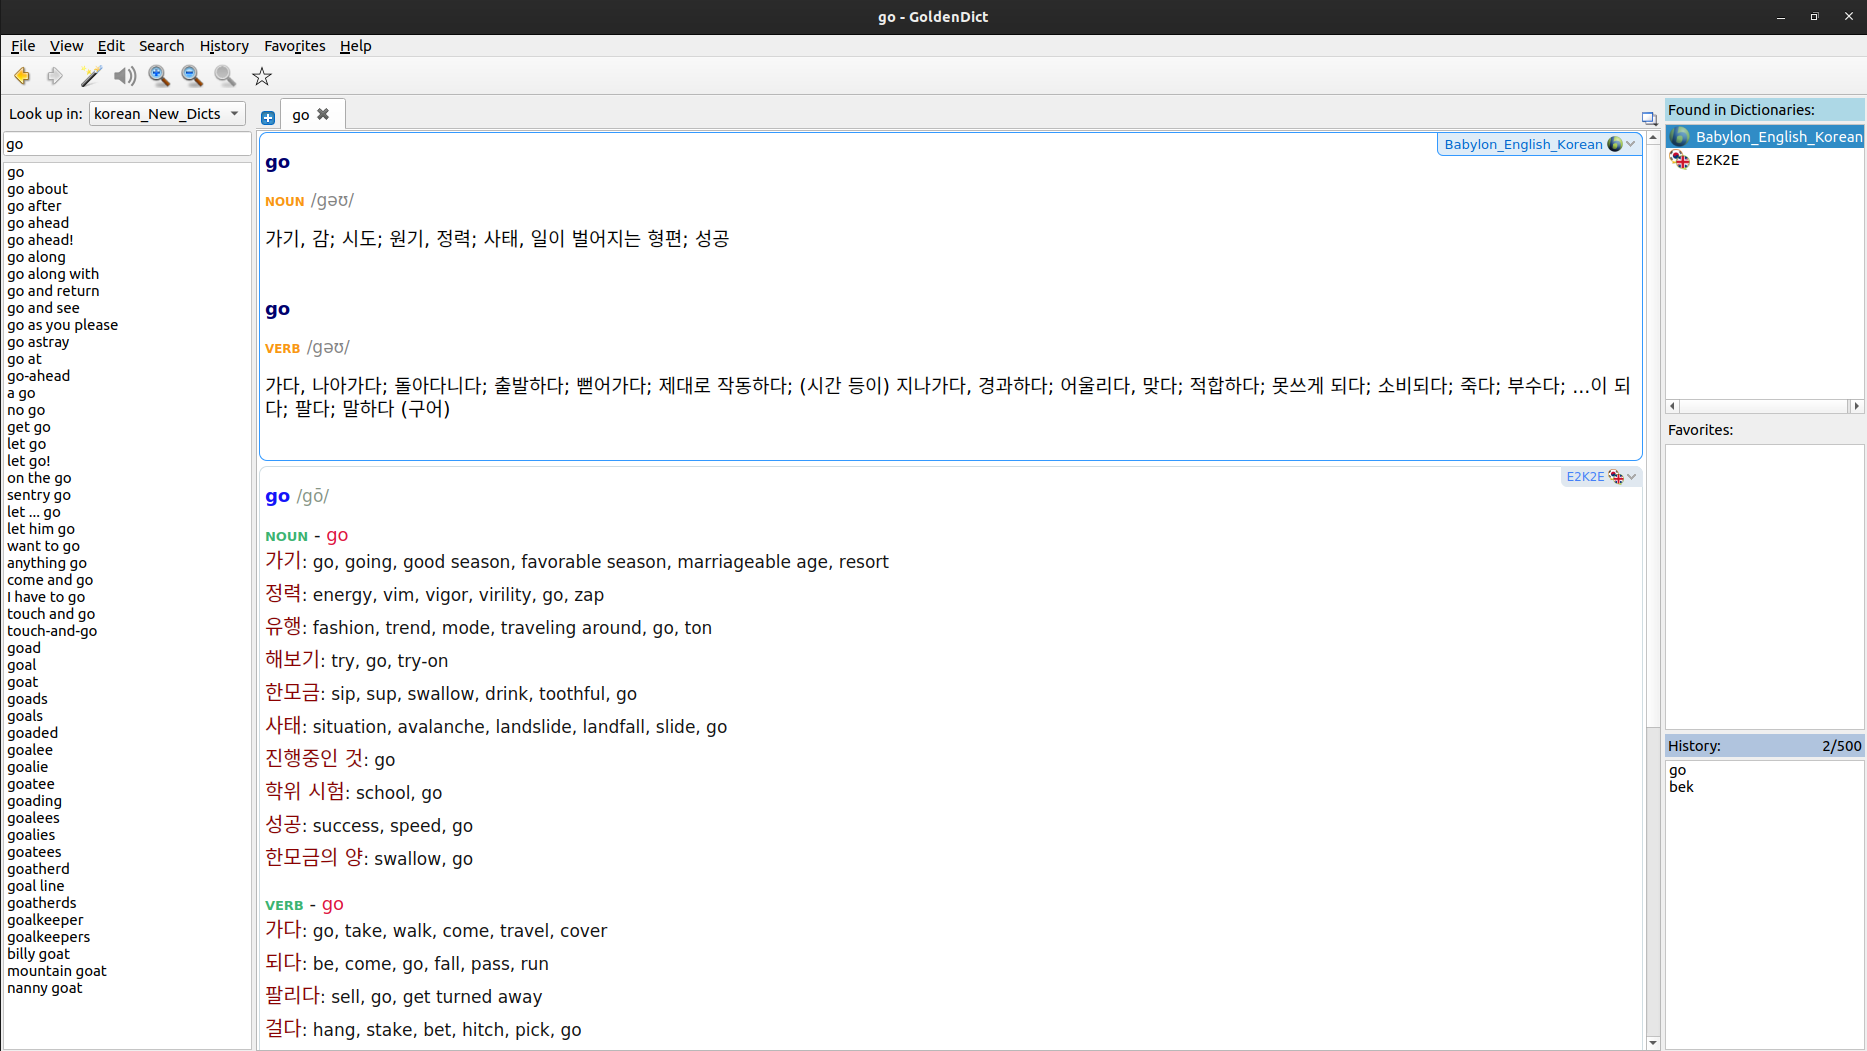 go - GoldenDict
File View Edit Search History Favorites Help
Look up in: korean_New_Dicts
go
go
go about
go after
go ahead
go ahead!
go along
go along with
go and return
go and see
go as you please
go astray
go at
go-ahead
a go
no go
get go
let go
let go!
on the go
sentry go
let ... go
let him go
want to go
anything go
come and go
I have to go
touch and go
touch-and-go
goad
goal
goat
goads
goals
goaded
goalee
goalie
goatee
goading
goalees
goalies
goatees
goatherd
goal line
goatherds
goalkeeper
goalkeepers
billy goat
mountain goat
nanny goat
go
Babylon_English_Korean
go
NOUN /gəʊ/
가기, 감; 시도; 원기, 정력; 사태, 일이 벌어지는 형편; 성공
go
VERB /gəʊ/
가다, 나아가다; 돌아다니다; 출발하다; 뻗어가다; 제대로 작동하다; (시간 등이) 지나가다, 경과하다; 어울리다, 맞다; 적합하다; 못쓰게 되다; 소비되다; 죽다; 부수다; ...이 되
다; 팔다; 말하다 (구어)
E2K2E
go /gō/
NOUN - go
가기: go, going, good season, favorable season, marriageable age, resort
정력: energy, vim, vigor, virility, go, zap
유행: fashion, trend, mode, traveling around, go, ton
해보기: try, go, try-on
한모금: sip, sup, swallow, drink, toothful, go
사태: situation, avalanche, landslide, landfall, slide, go
진행중인 것: go
학위 시험: school, go
성공: success, speed, go
한모금의 양: swallow, go
VERB - go
가다: go, take, walk, come, travel, cover
되다: be, come, go, fall, pass, run
팔리다: sell, go, get turned away
걸다: hang, stake, bet, hitch, pick, go
Found in Dictionaries:
Babylon_English_Korean
E2K2E
Favorites:
History: 2/500
go
bek